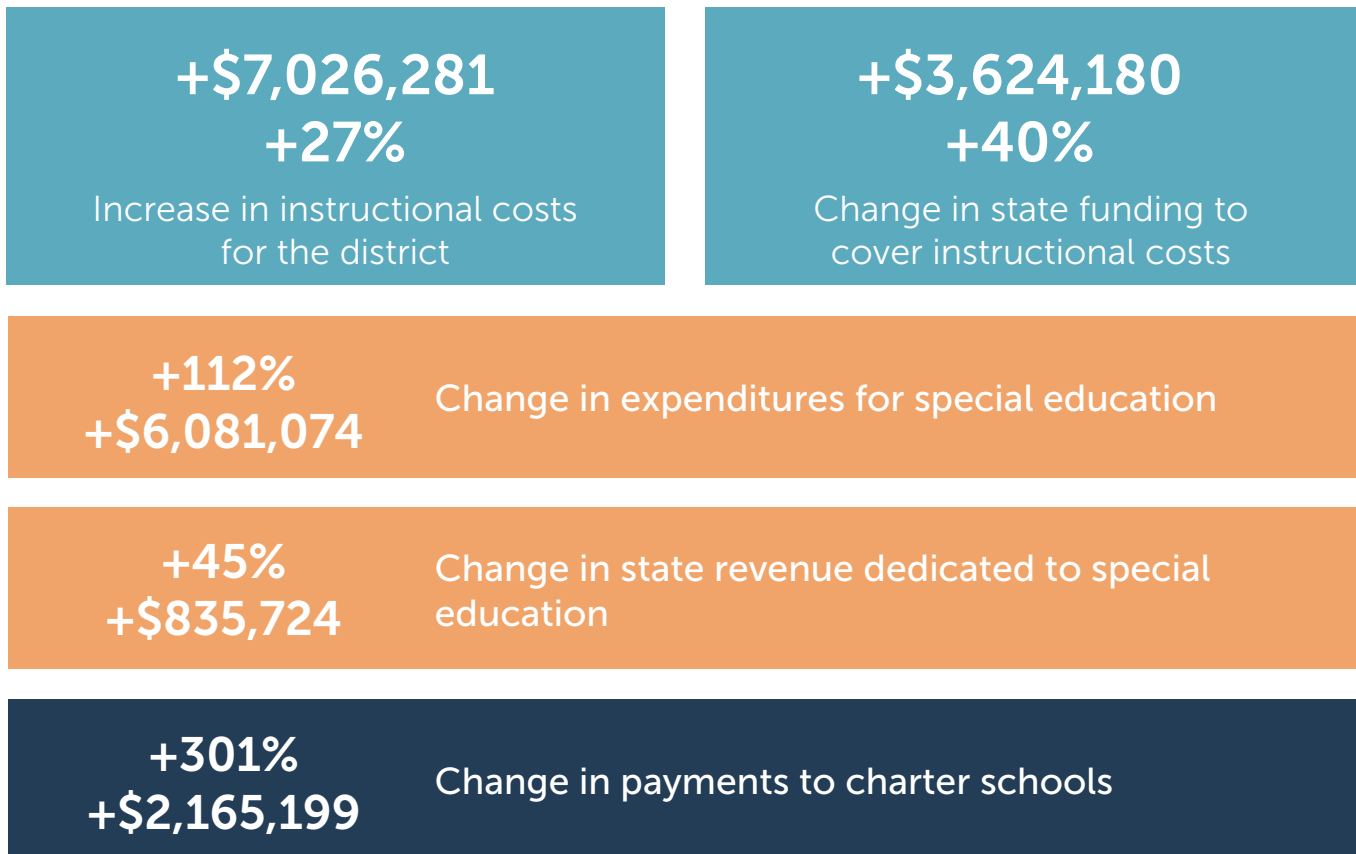 +$7,026,281
+27%
Increase in instructional costs
for the district
+$3,624,180
+40%
Change in state funding to
cover instructional costs
+112%
+$6,081,074
Change in expenditures for special education
+45%
+$835,724
Change in state revenue dedicated to special
education
+301%
+$2,165,199
Change in payments to charter schools